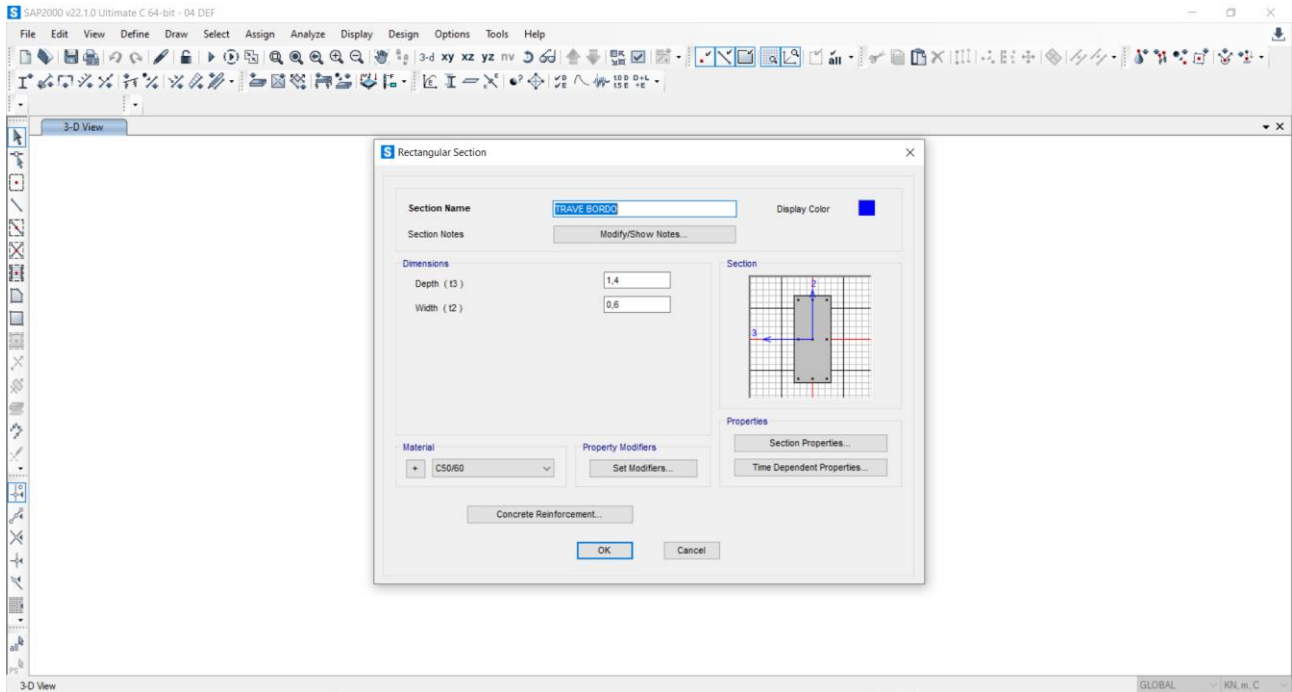 S SAP2000 v22.1.0 Ultimate C 64-bit - 04 DEF
File Edit View Define Draw Select Assign Analyze Display Design Options Tools Help
3-d xy xz yz nv
all
3-D View
S Rectangular Section
Section Name TRAVE BORDO Display Color
Section Notes Modify/Show Notes...
Dimensions
Depth ( t3 ) 1,4
Width ( t2 ) 0,6
Section
2
3
Properties
Section Properties...
Time Dependent Properties...
Material
+ C50/60
Property Modifiers
Set Modifiers...
Concrete Reinforcement...
OK Cancel
all
PS
3-D View GLOBAL KN, m, C